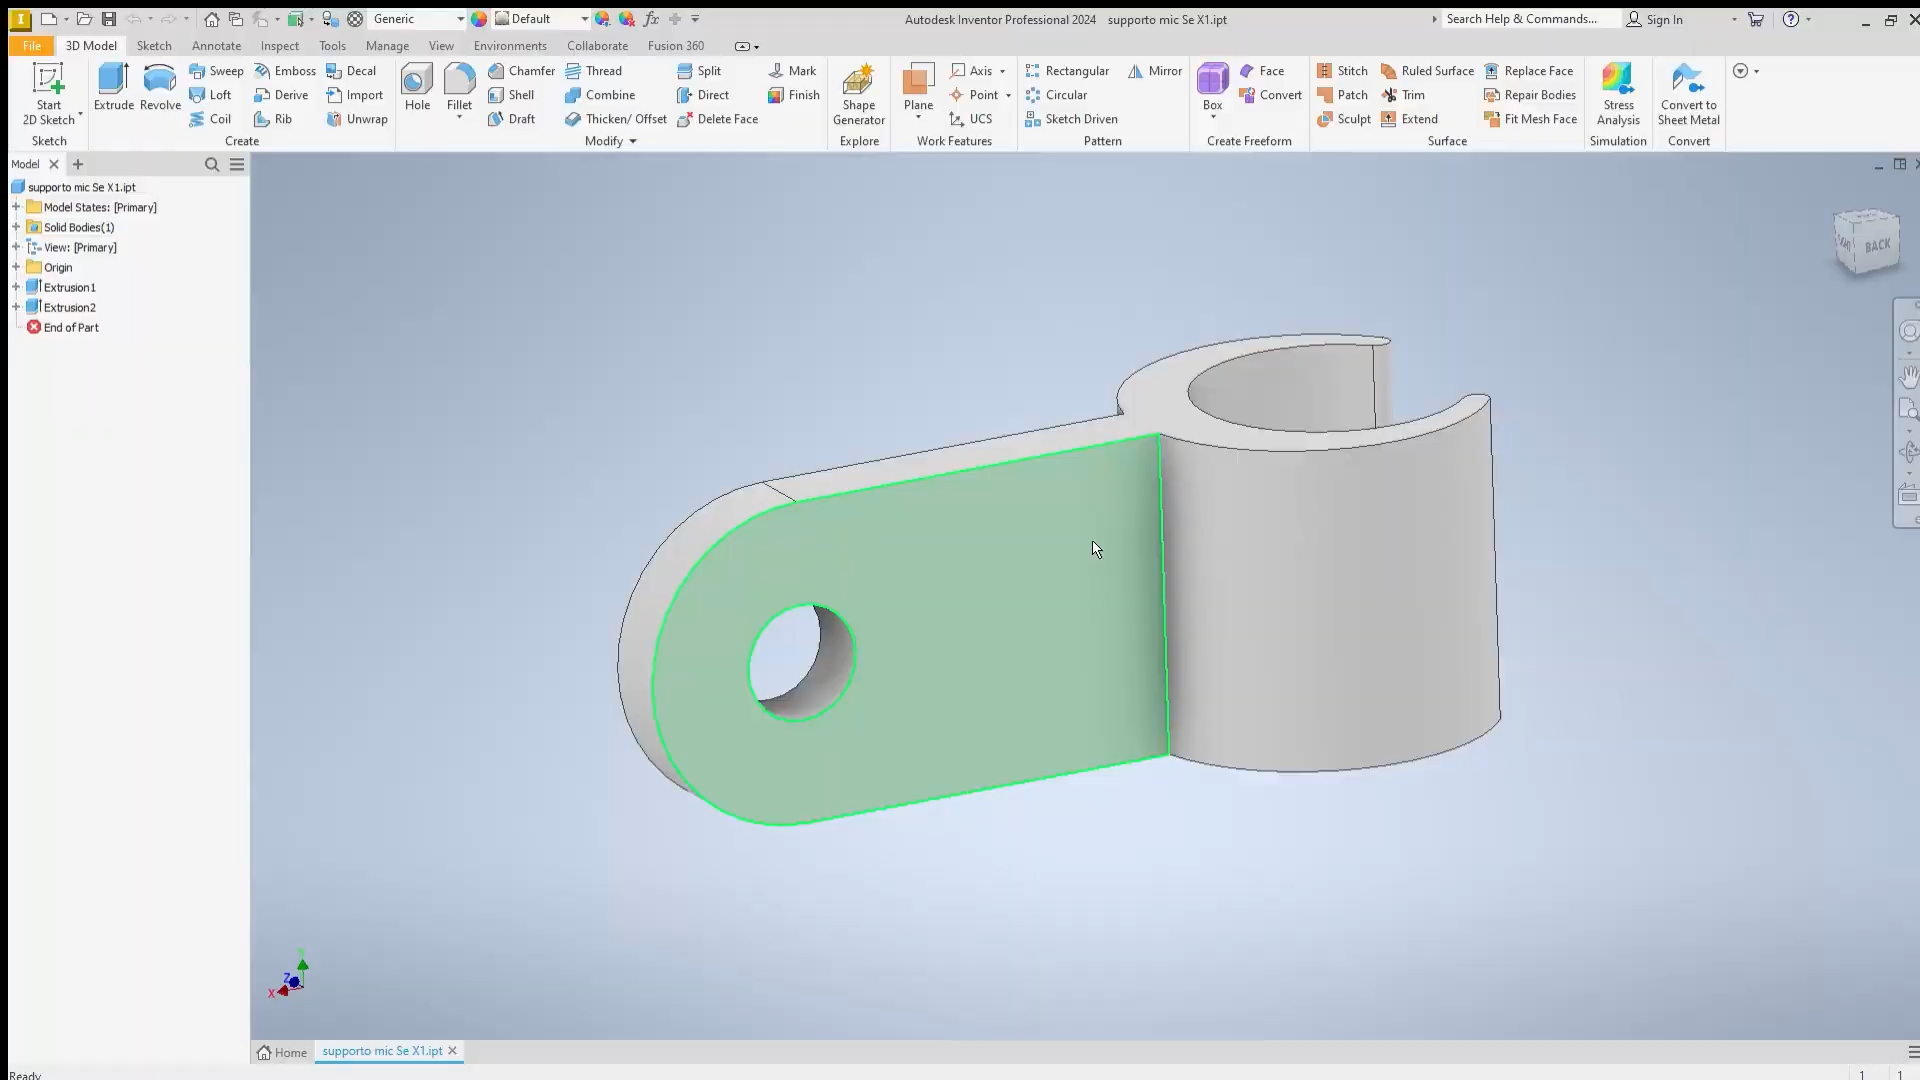 Generic
Default
fx
Autodesk Inventor Professional 2024 supporto mic Se X1.ipt
Search Help & Commands...
Sign In
File
3D Model
Sketch
Annotate
Inspect
Tools
Manage
View
Environments
Collaborate
Fusion 360
Start
2D Sketch
Sketch
Extrude
Revolve
Sweep
Loft
Coil
Emboss
Derive
Rib
Decal
Import
Unwrap
Create
Hole
Fillet
Chamfer
Shell
Draft
Thread
Combine
Thicken/ Offset
Split
Direct
Delete Face
Mark
Finish
Modify
Shape
Generator
Explore
Plane
Axis
Point
UCS
Work Features
Rectangular
Circular
Sketch Driven
Mirror
Pattern
Box
Face
Convert
Create Freeform
Stitch
Patch
Sculpt
Ruled Surface
Trim
Extend
Replace Face
Repair Bodies
Fit Mesh Face
Surface
Stress
Analysis
Simulation
Convert to
Sheet Metal
Convert
Model
supporto mic Se X1.ipt
Model States: [Primary]
Solid Bodies(1)
View: [Primary]
Origin
Extrusion1
Extrusion2
End of Part
BACK
Y
Z
X
Home
supporto mic Se X1.ipt
Ready
1 1